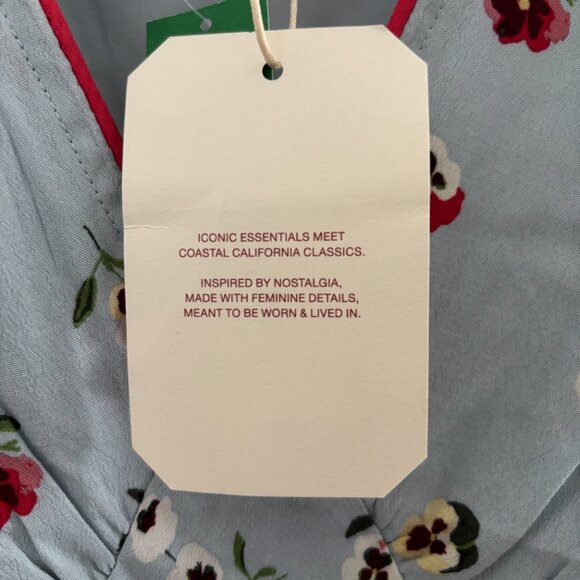 ICONIC ESSENTIALS MEET
COASTAL CALIFORNIA CLASSICS.
INSPIRED BY NOSTALGIA,
MADE WITH FEMININE DETAILS,
MEANT TO BE WORN & LIVED IN.